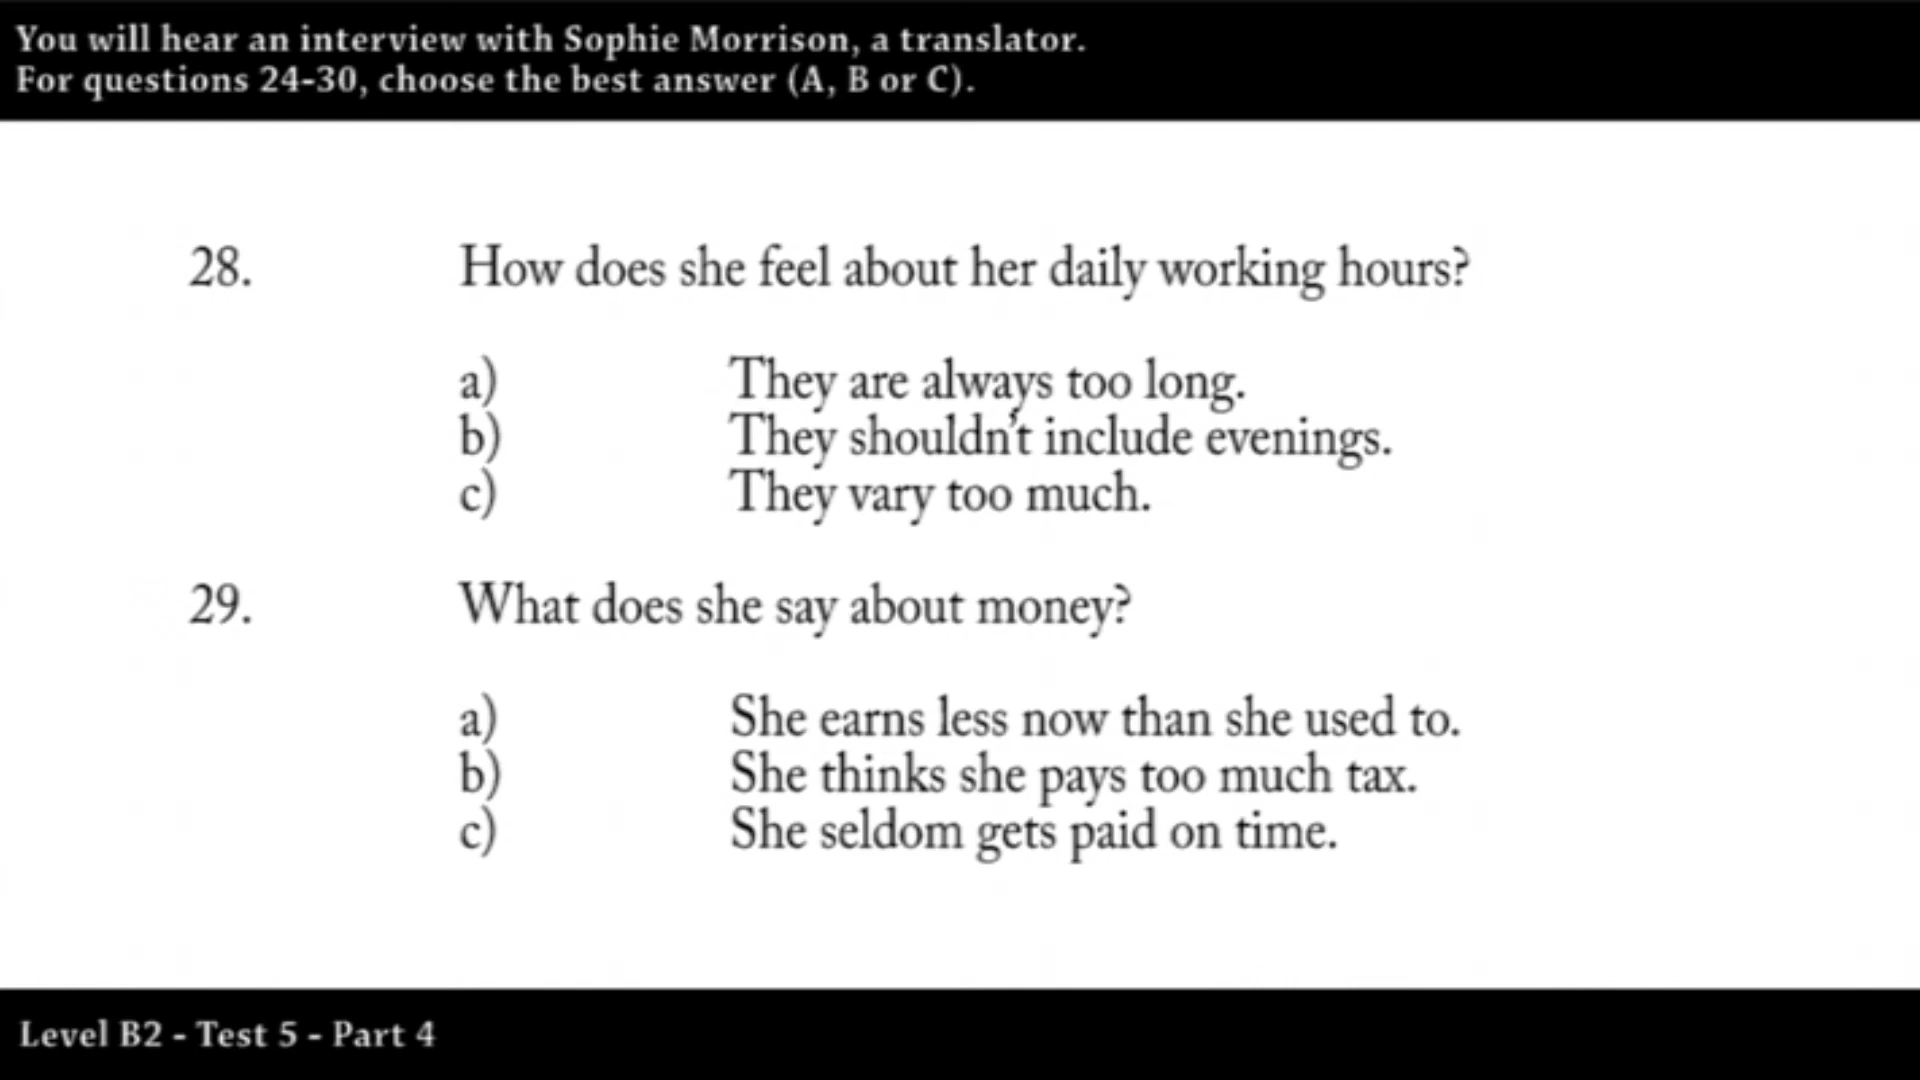 You will hear an interview with Sophie Morrison, a translator.
For questions 24-30, choose the best answer (A, B or C).
28. How does she feel about her daily working hours?
a) They are always too long.
b) They shouldn't include evenings.
c) They vary too much.
29. What does she say about money?
a) She earns less now than she used to.
b) She thinks she pays too much tax.
c) She seldom gets paid on time.
Level B2 - Test 5 - Part 4